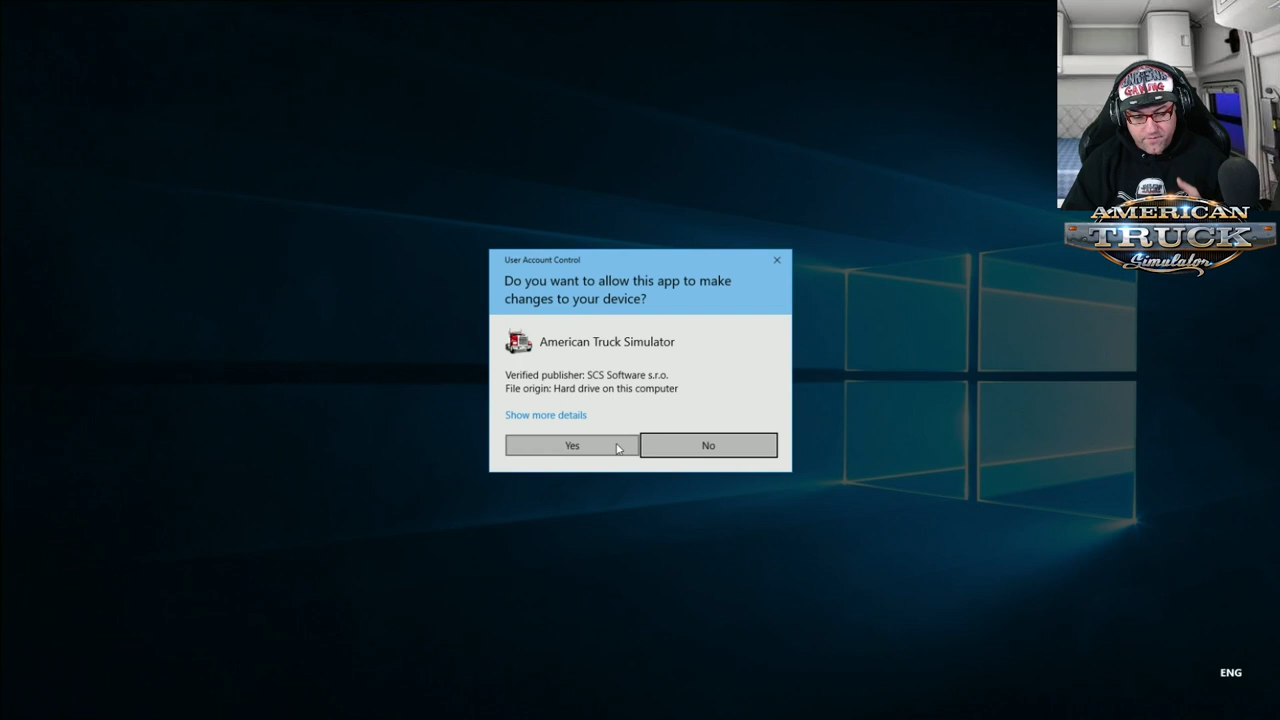 GAMING
AMERICAN
TRUCK
Simulator
User Account Control
Do you want to allow this app to make
changes to your device?
American Truck Simulator
Verified publisher: SCS Software s.r.o.
File origin: Hard drive on this computer
Show more details
Yes
No
ENG